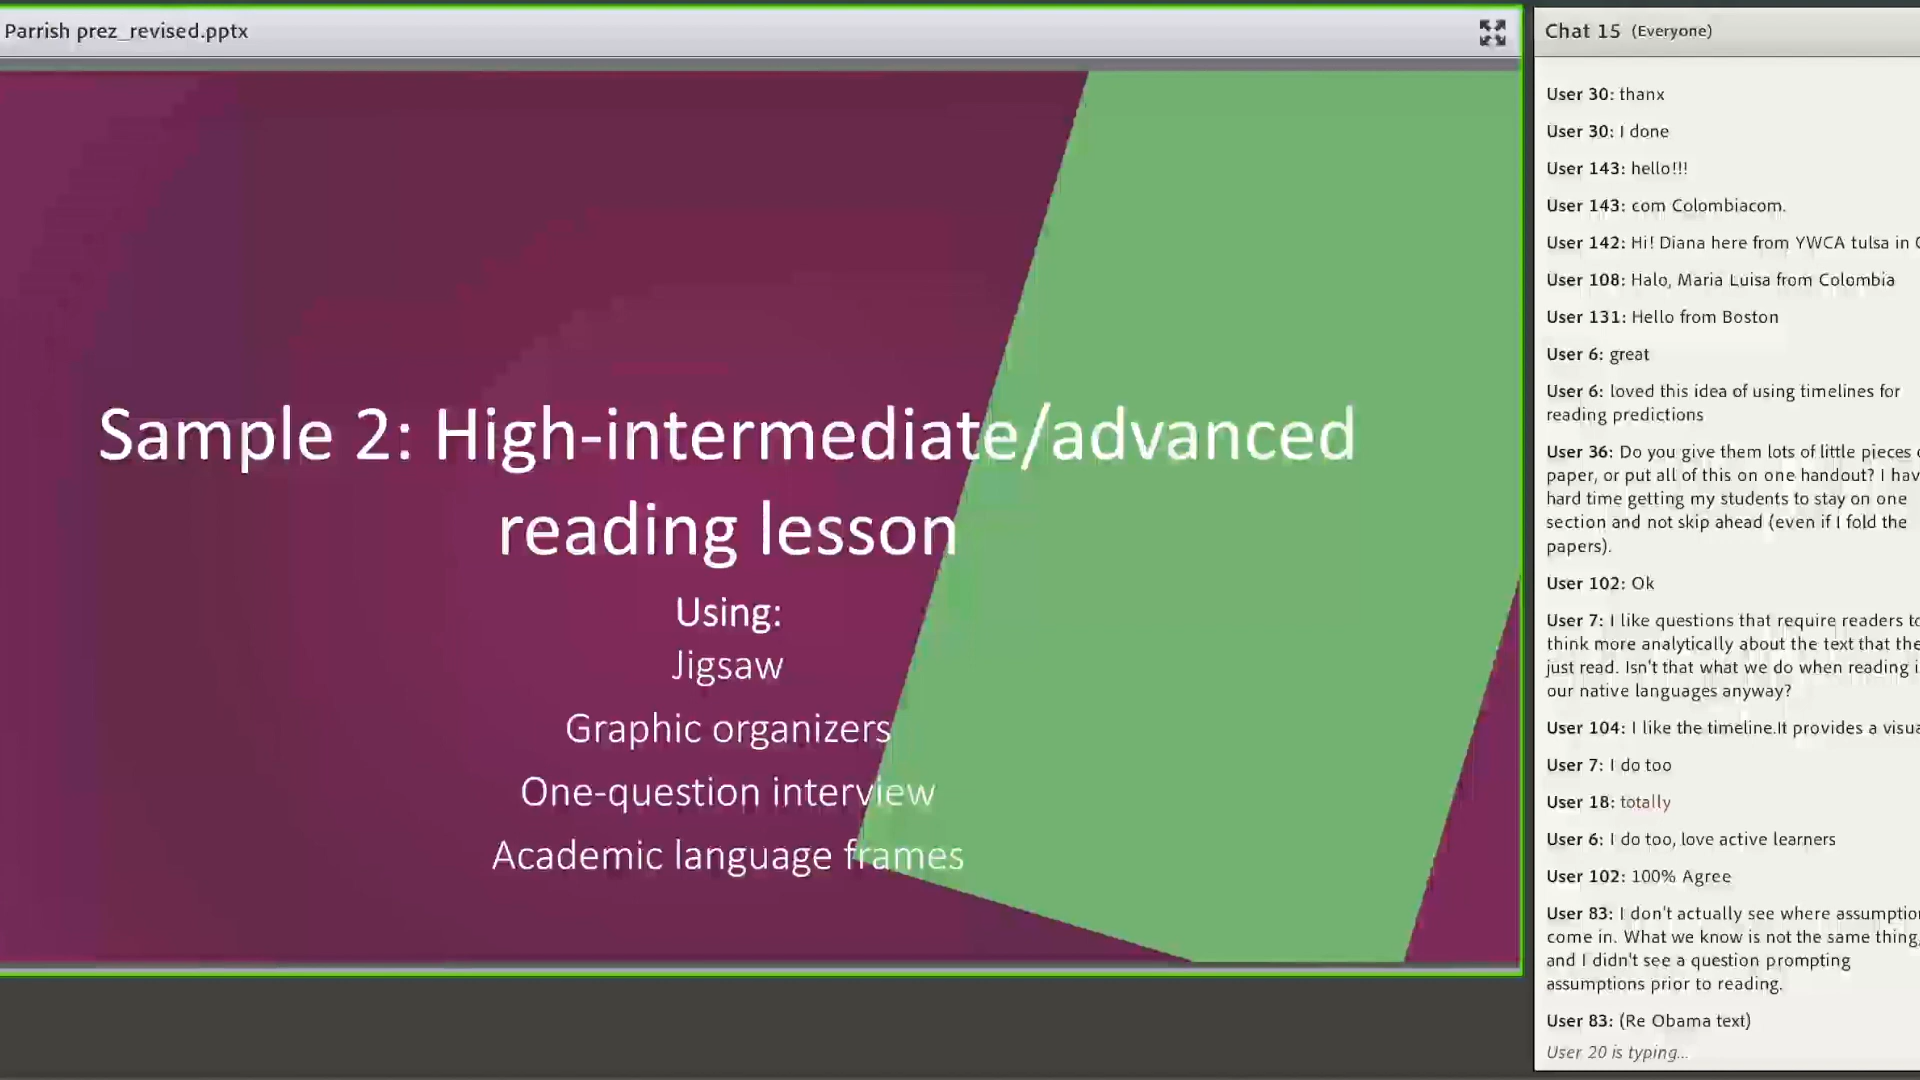 Parrish prez_revised.pptx
Sample 2: High-intermediate/advanced
reading lesson
Using:
Jigsaw
Graphic organizers
One-question interview
Academic language frames
Chat 15 (Everyone)
User 30: thanx
User 30: I done
User 143: hello!!!
User 143: com Colombiacom.
User 142: Hi! Diana here from YWCA tulsa in
User 108: Halo, Maria Luisa from Colombia
User 131: Hello from Boston
User 6: great
User 6: loved this idea of using timelines for
reading predictions
User 36: Do you give them lots of little pieces
paper, or put all of this on one handout? I
hard time getting my students to stay on one
section and not skip ahead (even if I fold the
papers).
User 102: Ok
User 7: I like questions that require readers
think more analytically about the text that
just read. Isn't that what we do when reading
our native languages anyway?
User 104: I like the timeline.It provides a
User 7: I do too
User 18: totally
User 6: I do too, love active learners
User 102: 100% Agree
User 83: I don't actually see where
come in. What we know is not the same thing,
and I didn't see a question prompting
assumptions prior to reading.
User 83: (Re Obama text)
User 20 is typing...